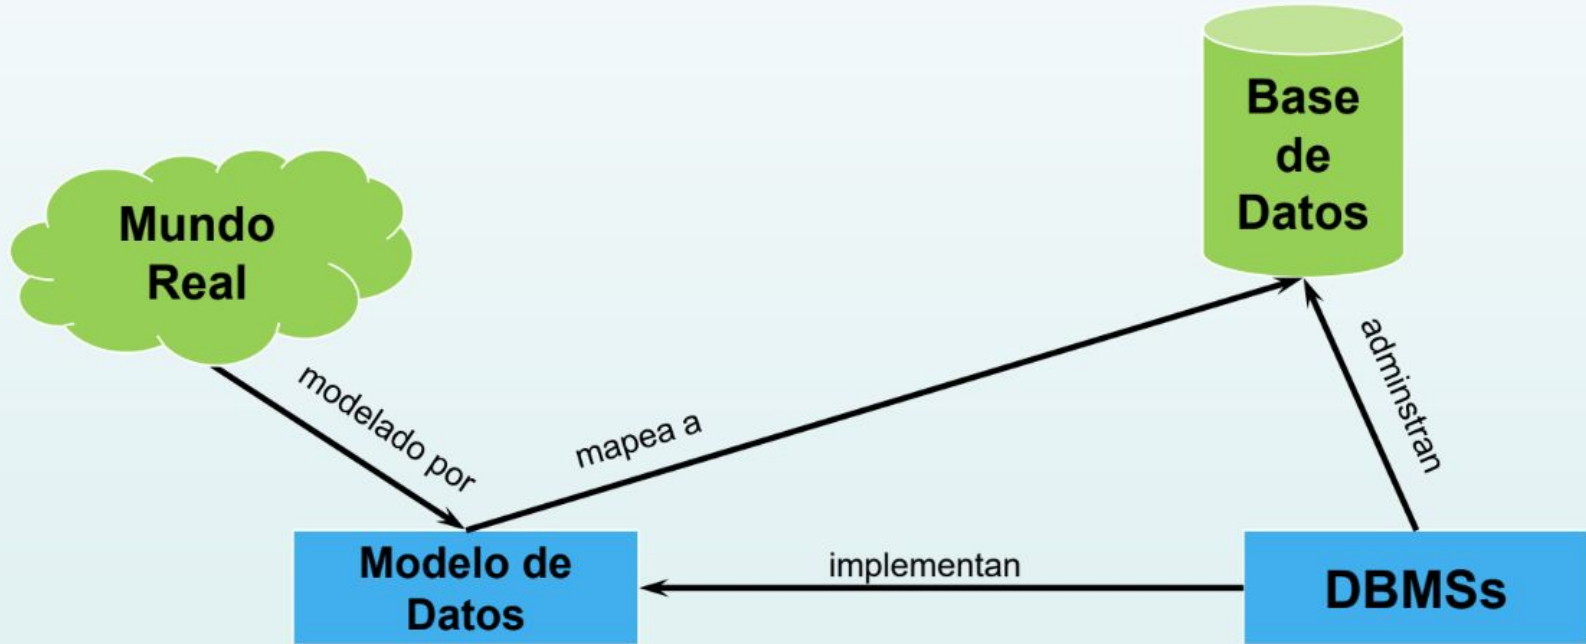 Base
de
Datos
Mundo
Real
modelado por
mapea a
adminstran
Modelo de
Datos
implementan
DBMSs